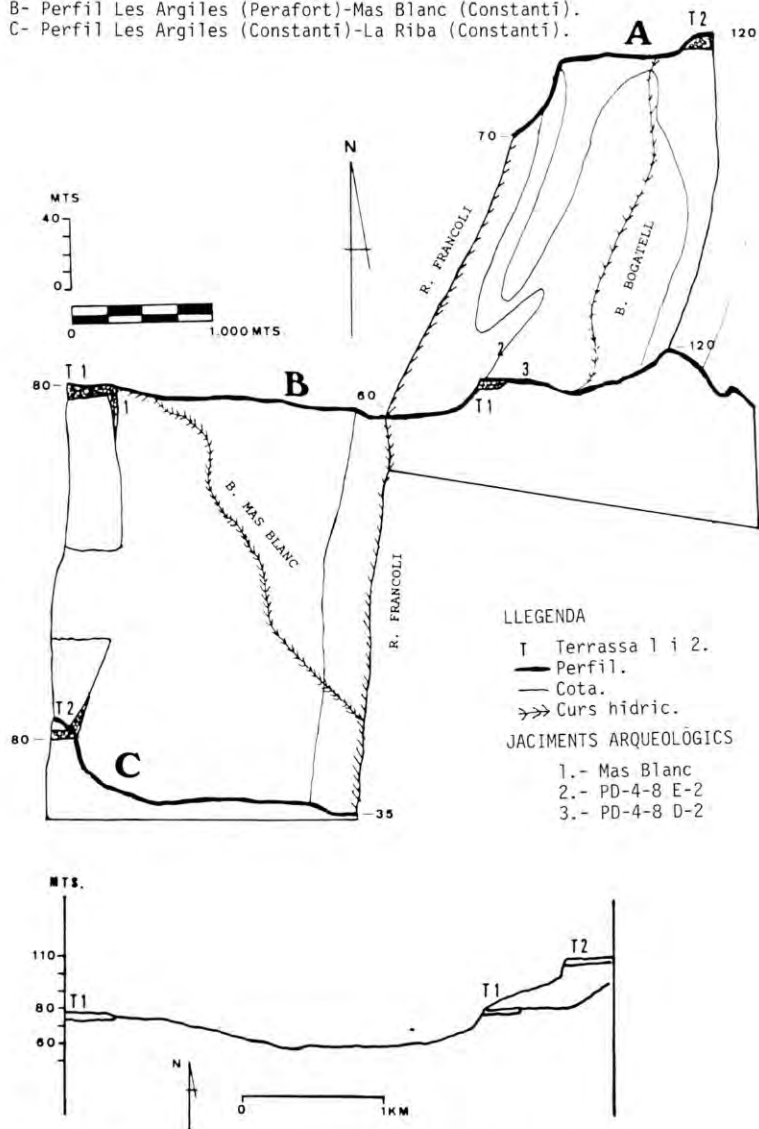 B- Perfil Les Argiles (Perafort)-Mas Blanc (Constantí).
C- Perfil Les Argiles (Constantí)-La Riba (Constantí).
A
T2
120
70
N
MTS
40
0
0 1.000 MTS.
R. FRANCOLI
B. BOGATELL
T 1
80
1
B
60
2
3
T1
120
B. MAS BLANC
R. FRANCOLI
T2
80
C
35
LLEGENDA
T Terrassa 1 i 2.
Perfil.
Cota.
Curs hídric.
JACIMENTS ARQUEOLÒGICS
1.- Mas Blanc
2.- PD-4-8 E-2
3.- PD-4-8 D-2
MTS.
110
80
60
T1
T1
T2
N
0 1KM